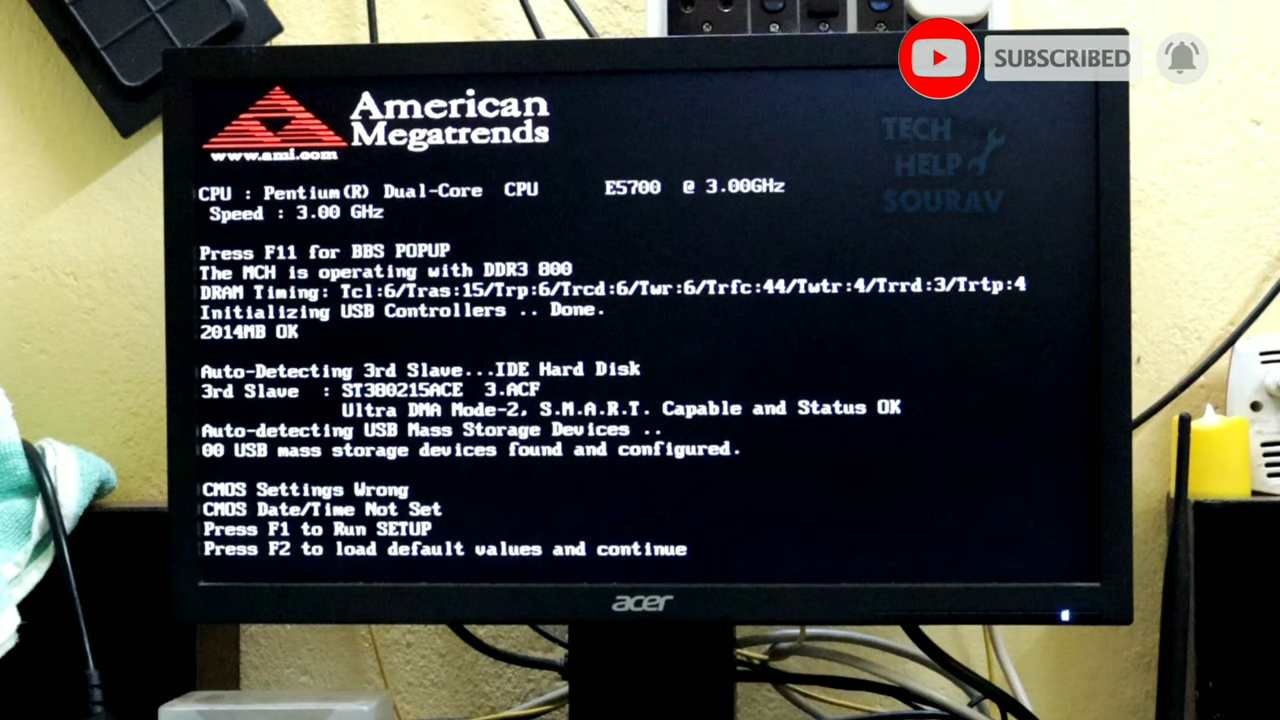 SUBSCRIBED
American
Megatrends
www.ami.com
TECH
HELP
SOURAV
CPU : Pentium(R) Dual-Core CPU E5700 @ 3.00GHz
Speed : 3.00 GHz
Press F11 for BBS POPUP
The MCH is operating with DDR3 800
DRAM Timing: Tcl:6/Tras:15/Trp:6/Trcd:6/Twr:6/Trfc:44/Twtr:4/Trrd:3/Trtp:4
Initializing USB Controllers .. Done.
2014MB OK
Auto-Detecting 3rd Slave...IDE Hard Disk
3rd Slave : ST380215ACE 3.ACF
Ultra DMA Mode-2, S.M.A.R.T. Capable and Status OK
Auto-detecting USB Mass Storage Devices ..
00 USB mass storage devices found and configured.
CMOS Settings Wrong
CMOS Date/Time Not Set
Press F1 to Run SETUP
Press F2 to load default values and continue
acer